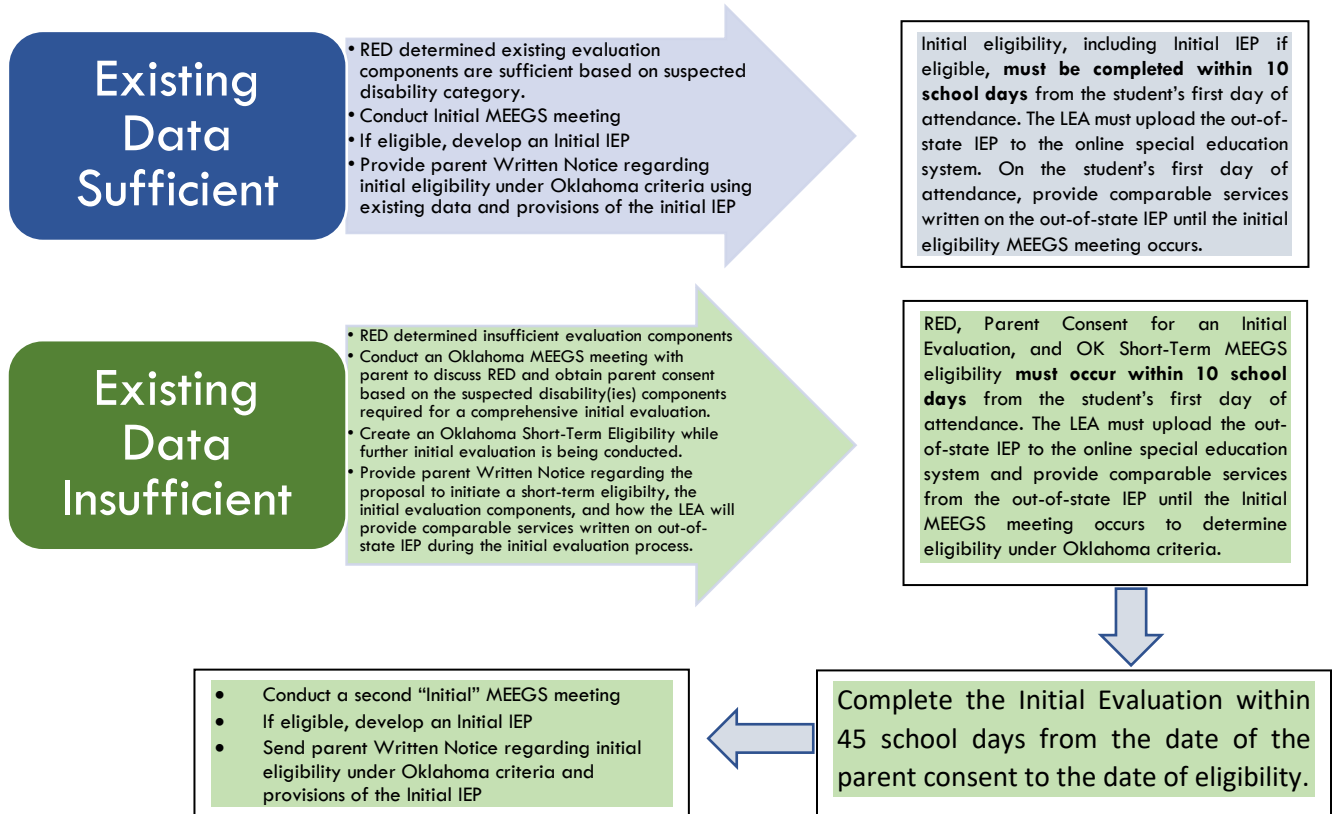 Existing
Data
Sufficient
• RED determined existing evaluation
components are sufficient based on suspected
disability category.
• Conduct Initial MEEGS meeting
• If eligible, develop an Initial IEP
• Provide parent Written Notice regarding
initial eligibility under Oklahoma criteria using
existing data and provisions of the initial IEP
Initial eligibility, including Initial IEP if
eligible, must be completed within 10
school days from the student's first day of
attendance. The LEA must upload the out-of-
state IEP to the online special education
system. On the student's first day of
attendance, provide comparable services
written on the out-of-state IEP until the initial
eligibility MEEGS meeting occurs.
Existing
Data
Insufficient
• RED determined insufficient evaluation components
• Conduct an Oklahoma MEEGS meeting with
parent to discuss RED and obtain parent consent
based on the suspected disability(ies) components
required for a comprehensive initial evaluation.
• Create an Oklahoma Short-Term Eligibility while
further initial evaluation is being conducted.
• Provide parent Written Notice regarding the
proposal to initiate a short-term eligibilty, the
initial evaluation components, and how the LEA will
provide comparable services written on out-of-
state IEP during the initial evaluation process.
RED, Parent Consent for an Initial
Evaluation, and OK Short-Term MEEGS
eligibility must occur within 10 school
days from the student's first day of
attendance. The LEA must upload the out-
of-state IEP to the online special education
system and provide comparable services
from the out-of-state IEP until the Initial
MEEGS meeting occurs to determine
eligibility under Oklahoma criteria.
Complete the Initial Evaluation within
45 school days from the date of the
parent consent to the date of eligibility.
• Conduct a second "Initial" MEEGS meeting
• If eligible, develop an Initial IEP
• Send parent Written Notice regarding initial
eligibility under Oklahoma criteria and
provisions of the Initial IEP